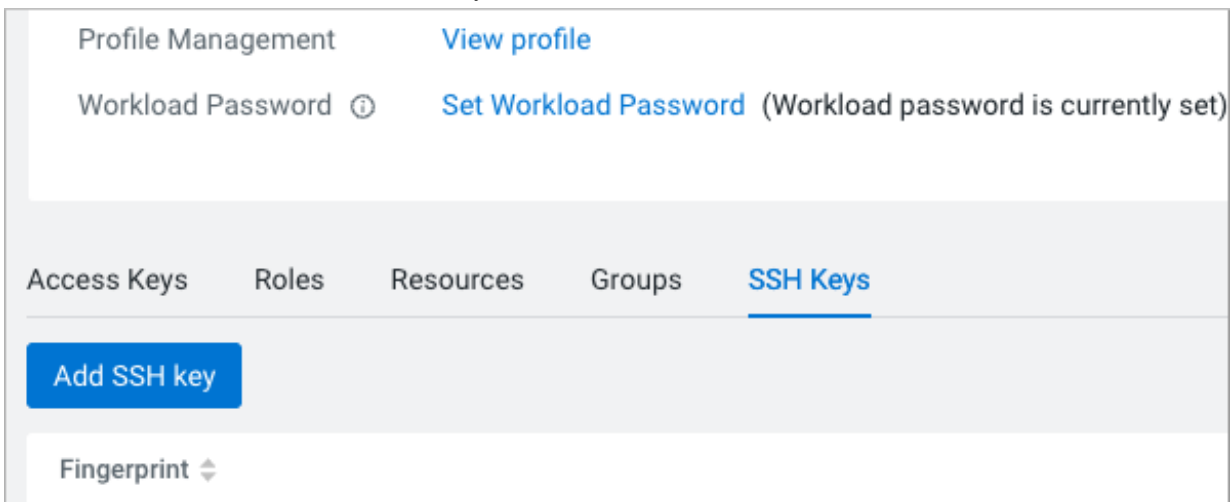 Profile Management View profile
Workload Password Set Workload Password (Workload password is currently set)
Access Keys Roles Resources Groups SSH Keys
Add SSH key
Fingerprint